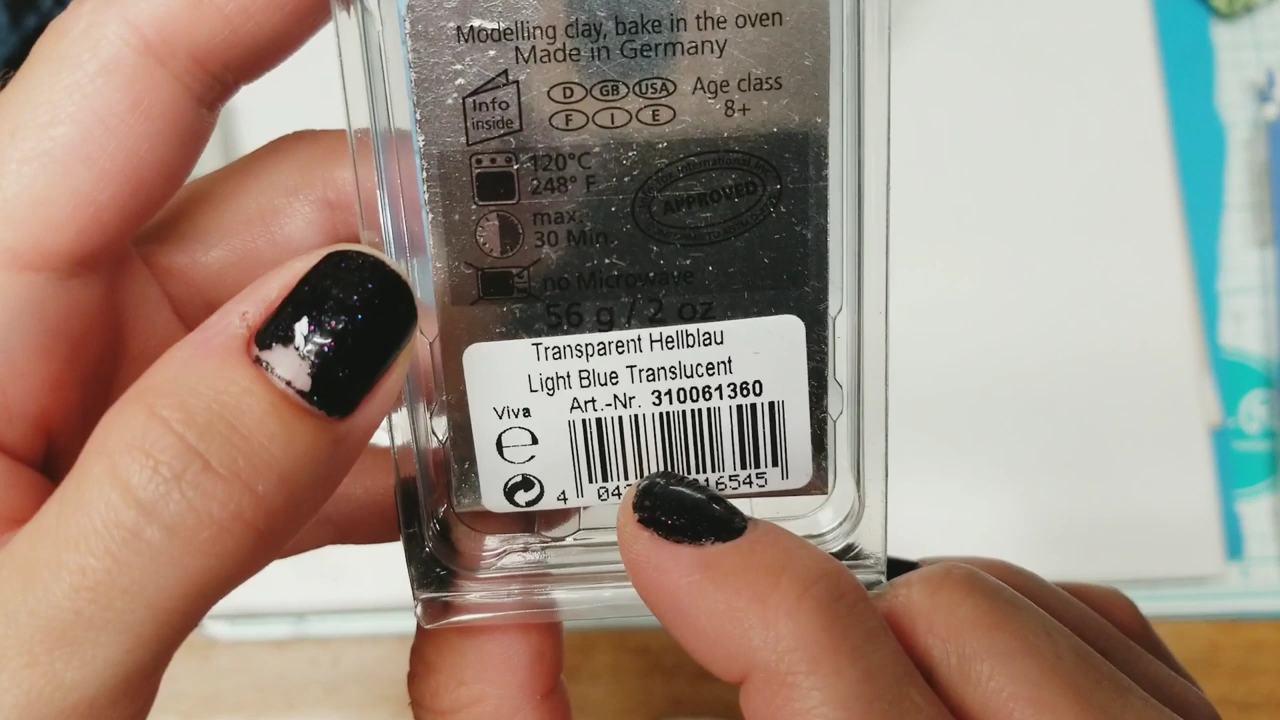 Modelling clay, bake in the oven
Made in Germany
Info
inside
D GB USA
F I E
Age class
8+
120°C
248° F
max.
30 Min.
APPROVED
no Microwave
56 g / 2 oz
Transparent Hellblau
Light Blue Translucent
Art.-Nr. 310061360
Viva
e
4 04 16545